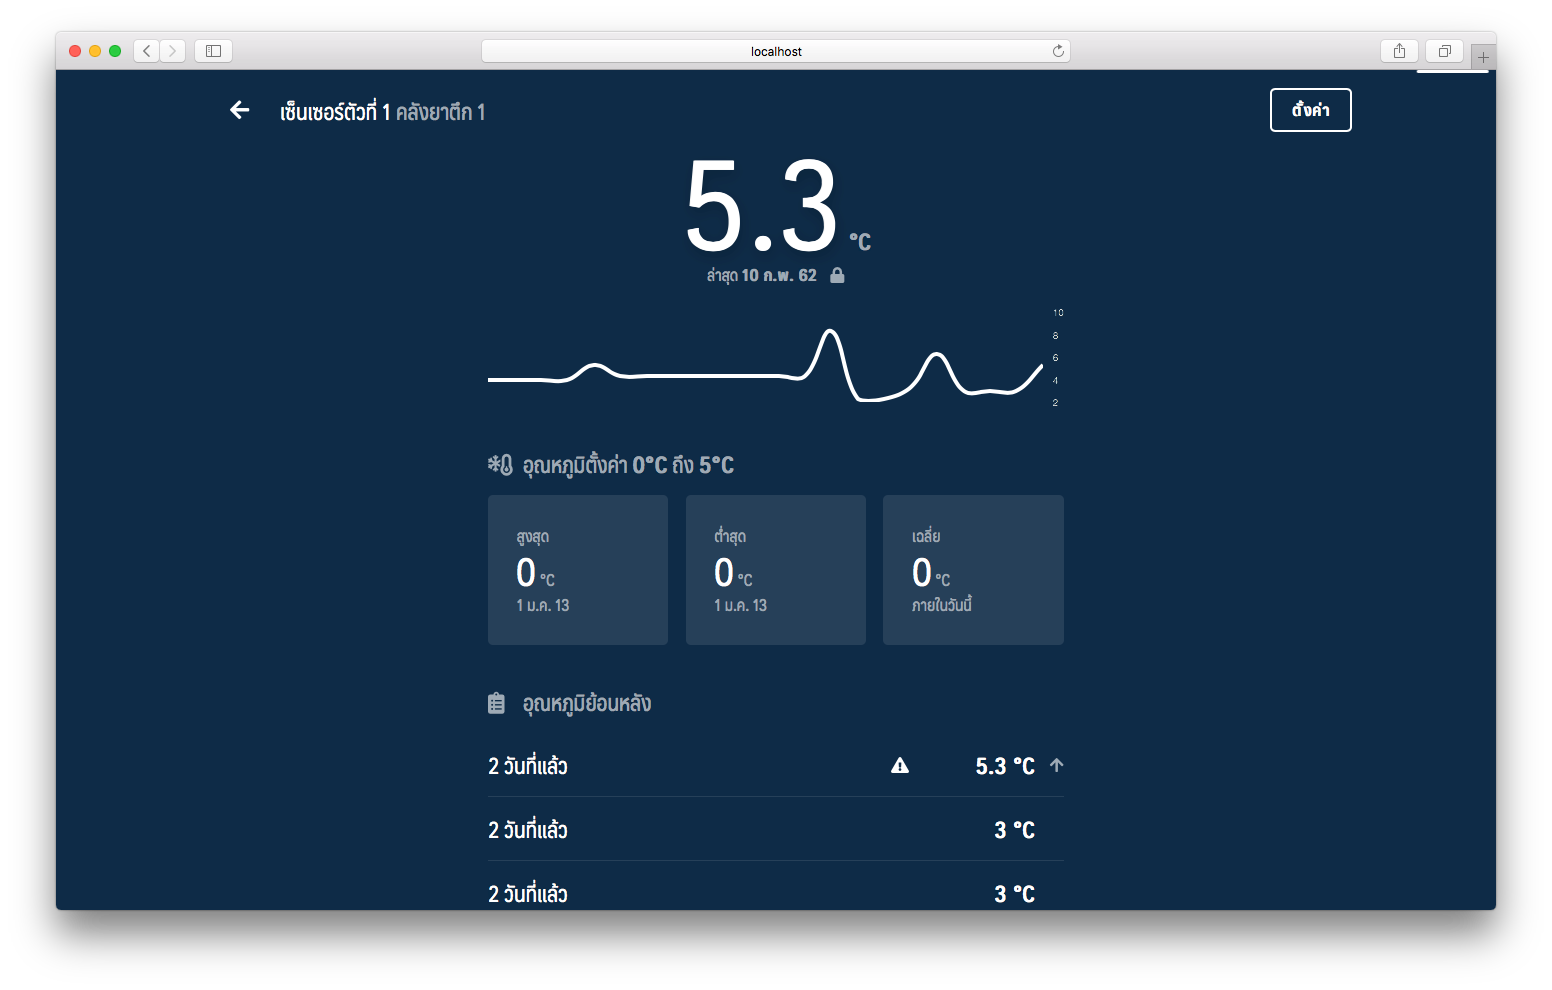 localhost
เซ็นเซอร์ตัวที่ 1 คลังยาตึก 1
ตั้งค่า
5.3 °C
ล่าสุด 10 ก.พ. 62
10
8
6
4
2
อุณหภูมิตั้งค่า 0°C ถึง 5°C
สูงสุด
0 °C
1 ม.ค. 13
ต่ำสุด
0 °C
1 ม.ค. 13
เฉลี่ย
0 °C
ภายในวันนี้
อุณหภูมิย้อนหลัง
2 วันที่แล้ว 5.3 °C
2 วันที่แล้ว 3 °C
2 วันที่แล้ว 3 °C